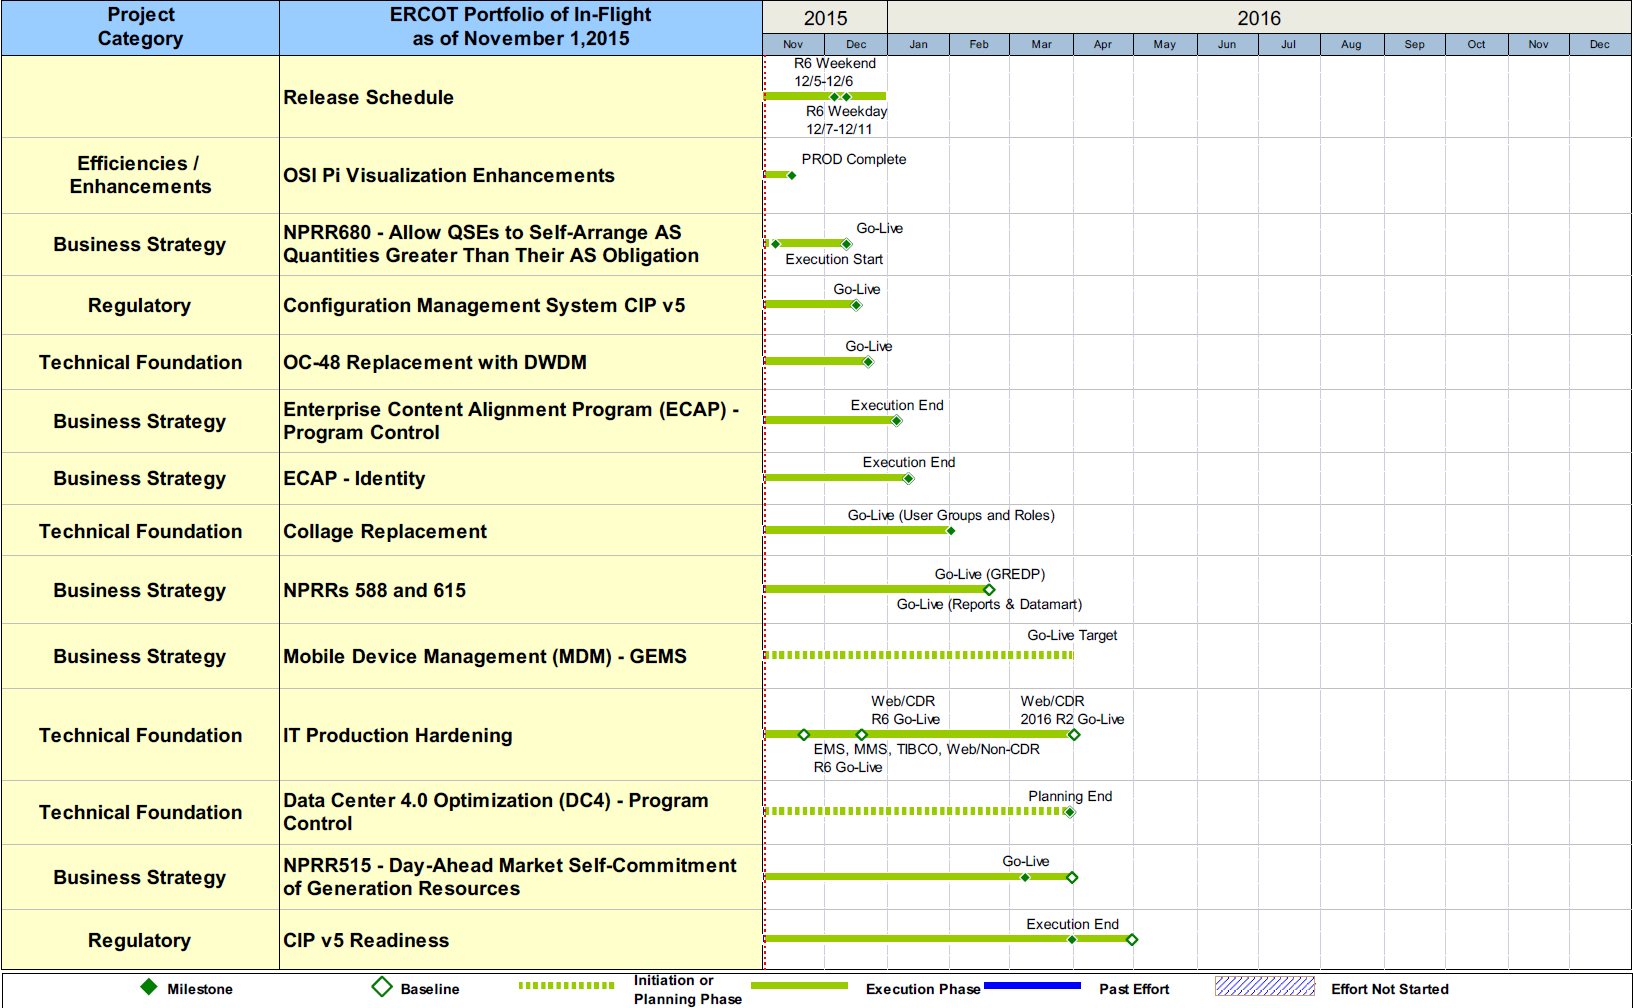 Project
Category
ERCOT Portfolio of In-Flight
as of November 1,2015
2015
2016
Nov
Dec
Jan
Feb
Mar
Apr
May
Jun
Jul
Aug
Sep
Oct
Nov
Dec
Release Schedule
R6 Weekend
12/5-12/6
R6 Weekday
12/7-12/11
Efficiencies /
Enhancements
OSI Pi Visualization Enhancements
PROD Complete
Business Strategy
NPRR680 - Allow QSEs to Self-Arrange AS
Quantities Greater Than Their AS Obligation
Go-Live
Execution Start
Regulatory
Configuration Management System CIP v5
Go-Live
Technical Foundation
OC-48 Replacement with DWDM
Go-Live
Business Strategy
Enterprise Content Alignment Program (ECAP) -
Program Control
Execution End
Business Strategy
ECAP - Identity
Execution End
Technical Foundation
Collage Replacement
Go-Live (User Groups and Roles)
Business Strategy
NPRRs 588 and 615
Go-Live (GREDP)
Go-Live (Reports & Datamart)
Business Strategy
Mobile Device Management (MDM) - GEMS
Go-Live Target
Technical Foundation
IT Production Hardening
Web/CDR
R6 Go-Live
Web/CDR
2016 R2 Go-Live
EMS, MMS, TIBCO, Web/Non-CDR
R6 Go-Live
Technical Foundation
Data Center 4.0 Optimization (DC4) - Program
Control
Planning End
Business Strategy
NPRR515 - Day-Ahead Market Self-Commitment
of Generation Resources
Go-Live
Regulatory
CIP v5 Readiness
Execution End
Milestone
Baseline
Initiation or
Planning Phase
Execution Phase
Past Effort
Effort Not Started